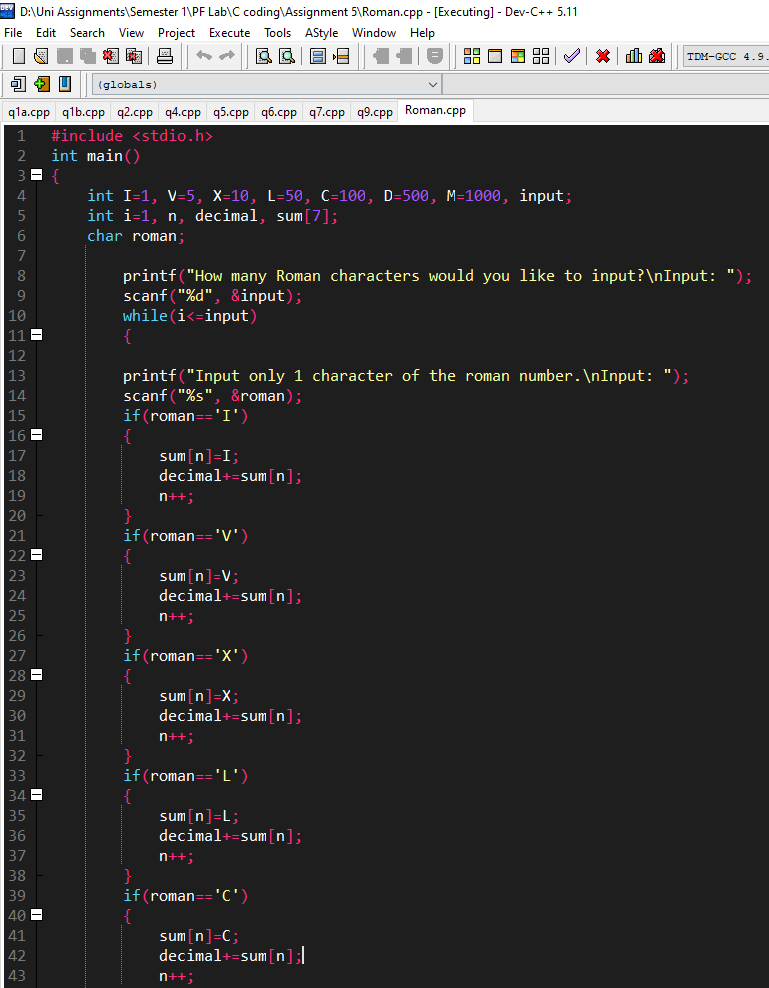 D:\Uni Assignments\Semester 1\PF Lab\C coding\Assignment 5\Roman.cpp - [Executing] - Dev-C++ 5.11
File Edit Search View Project Execute Tools AStyle Window Help
TDM-GCC 4.9.
(globals)
q1a.cpp q1b.cpp q2.cpp q4.cpp q5.cpp q6.cpp q7.cpp q9.cpp Roman.cpp
1 #include <stdio.h>
2 int main()
3 {
4 int I=1, V=5, X=10, L=50, C=100, D=500, M=1000, input;
5 int i=1, n, decimal, sum[7];
6 char roman;
7
8 printf("How many Roman characters would you like to input?\nInput: ");
9 scanf("%d", &input);
10 while(i<=input)
11 {
12
13 printf("Input only 1 character of the roman number.\nInput: ");
14 scanf("%s", &roman);
15 if(roman=='I')
16 {
17 sum[n]=I;
18 decimal+=sum[n];
19 n++;
20 }
21 if(roman=='V')
22 {
23 sum[n]=V;
24 decimal+=sum[n];
25 n++;
26 }
27 if(roman=='X')
28 {
29 sum[n]=X;
30 decimal+=sum[n];
31 n++;
32 }
33 if(roman=='L')
34 {
35 sum[n]=L;
36 decimal+=sum[n];
37 n++;
38 }
39 if(roman=='C')
40 {
41 sum[n]=C;
42 decimal+=sum[n];
43 n++;